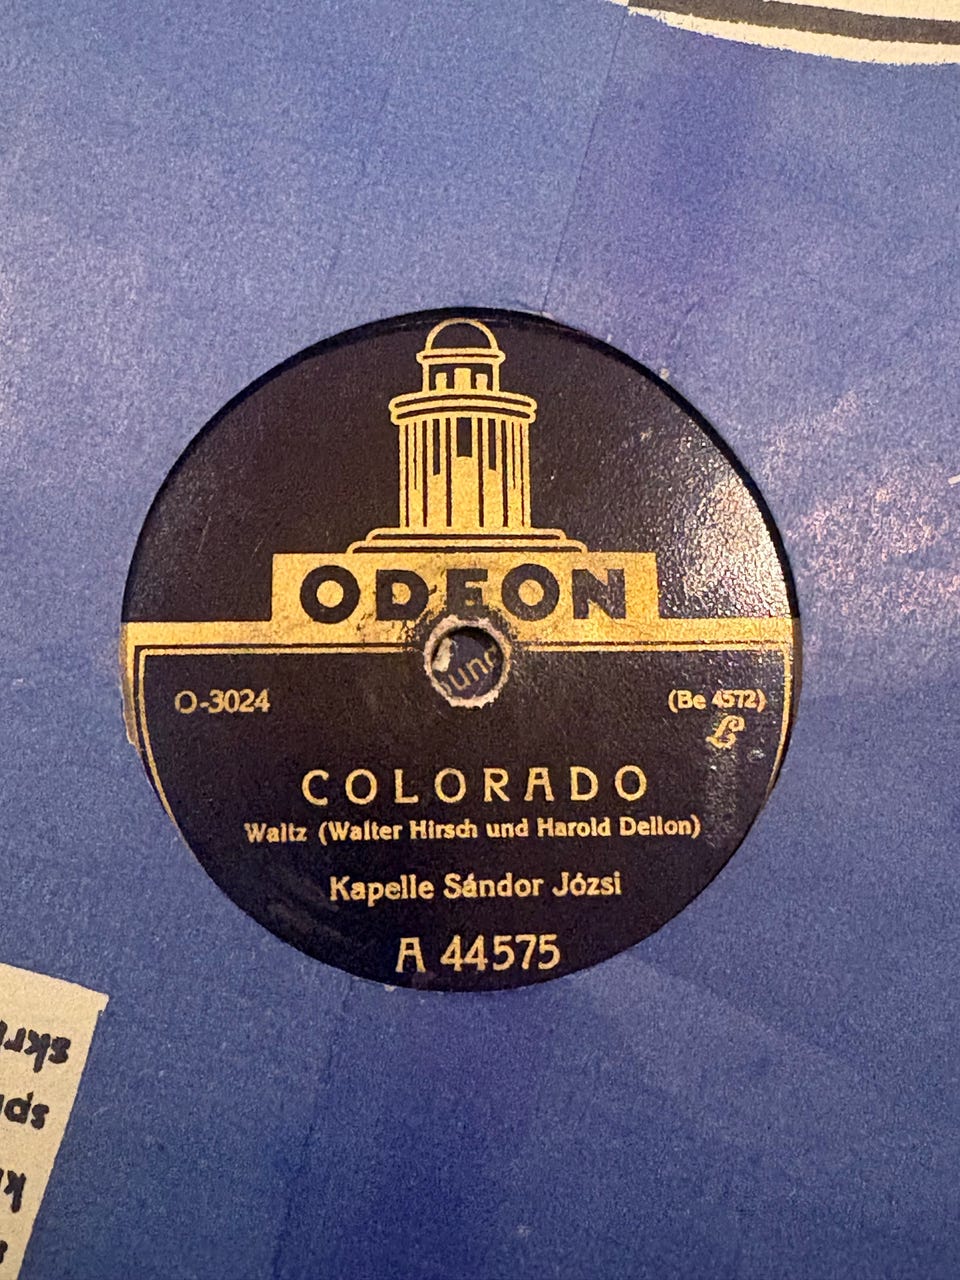 ODEON
O-3024
(Be 4572)
L
COLORADO
Waltz (Walter Hirsch und Harold Dellon)
Kapelle Sándor Józsi
A 44575